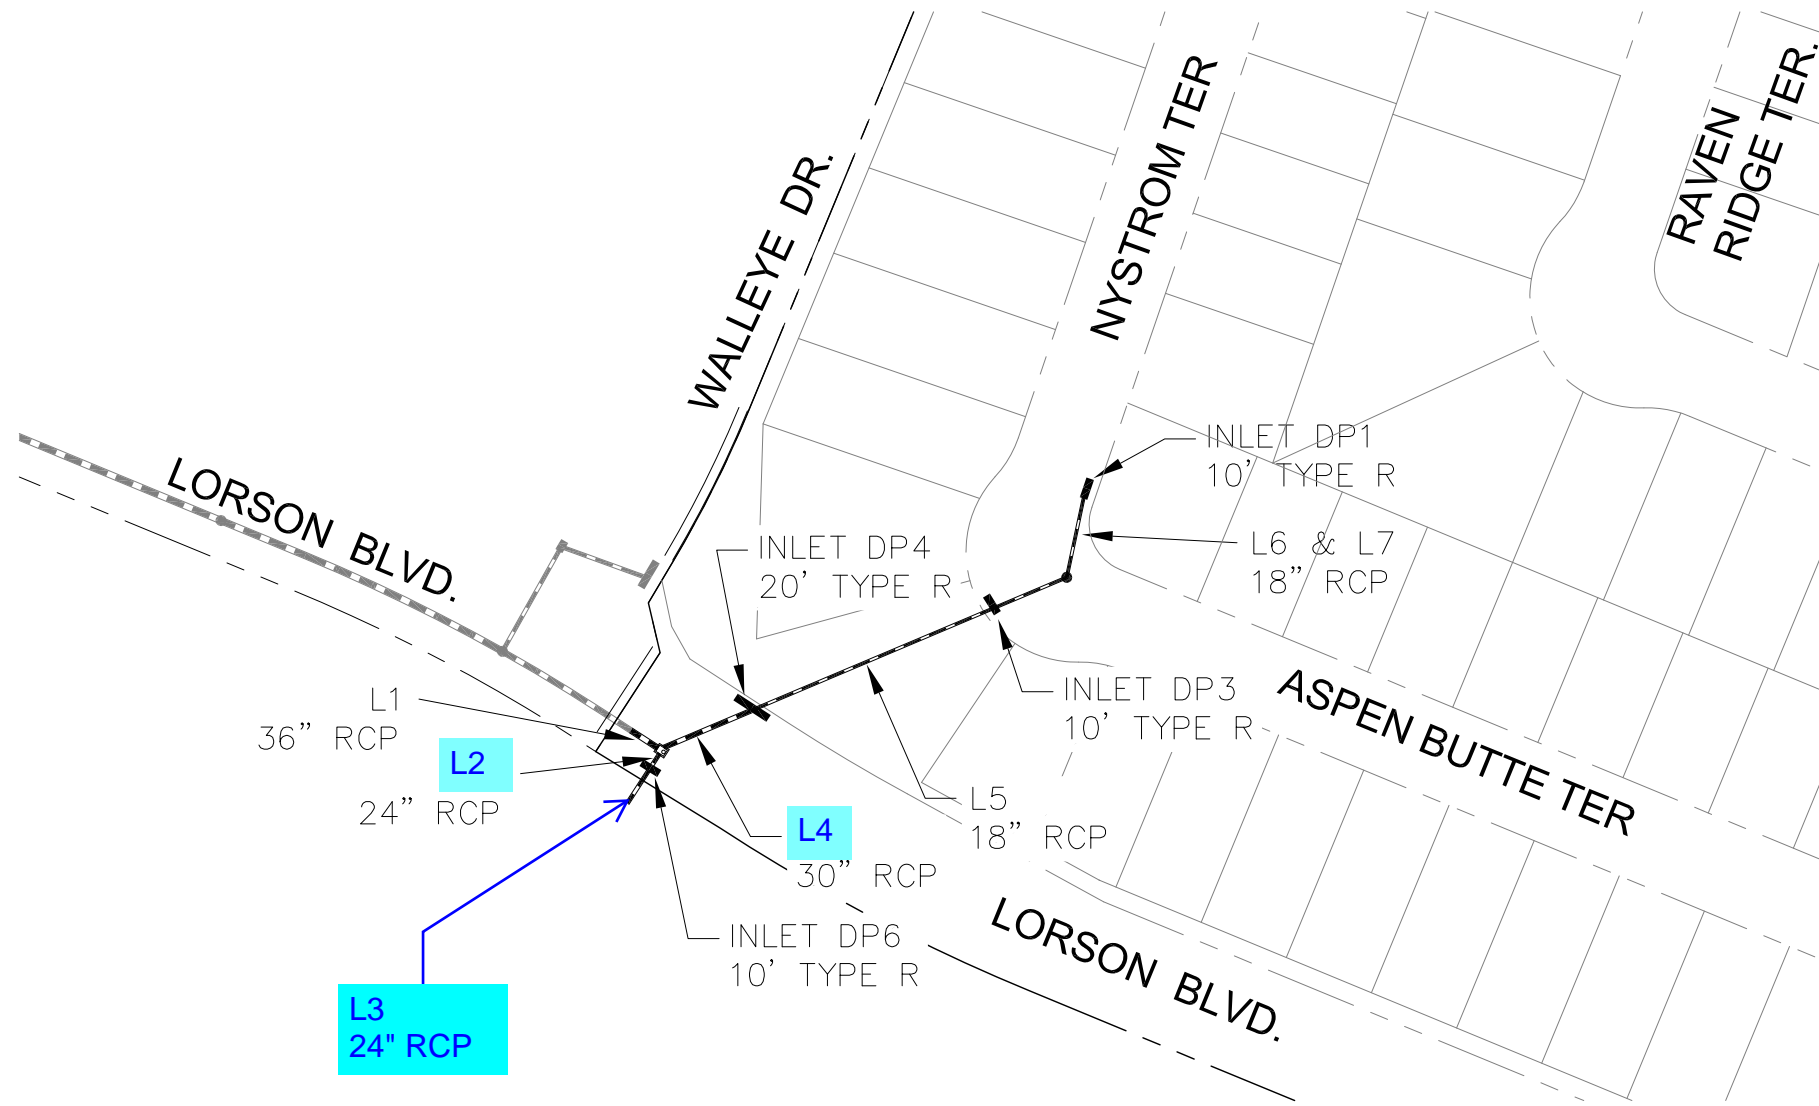 RAVEN
RIDGE TER.
NYSTROM TER
WALLEYE DR.
INLET DP1
10’ TYPE R
LORSON BLVD.
INLET DP4
20’ TYPE R
L6 & L7
18” RCP
L1
36” RCP
INLET DP3
10’ TYPE R
ASPEN BUTTE TER
L2
24” RCP
L5
18” RCP
L4
30” RCP
INLET DP6
10’ TYPE R
LORSON BLVD.
L3
24" RCP